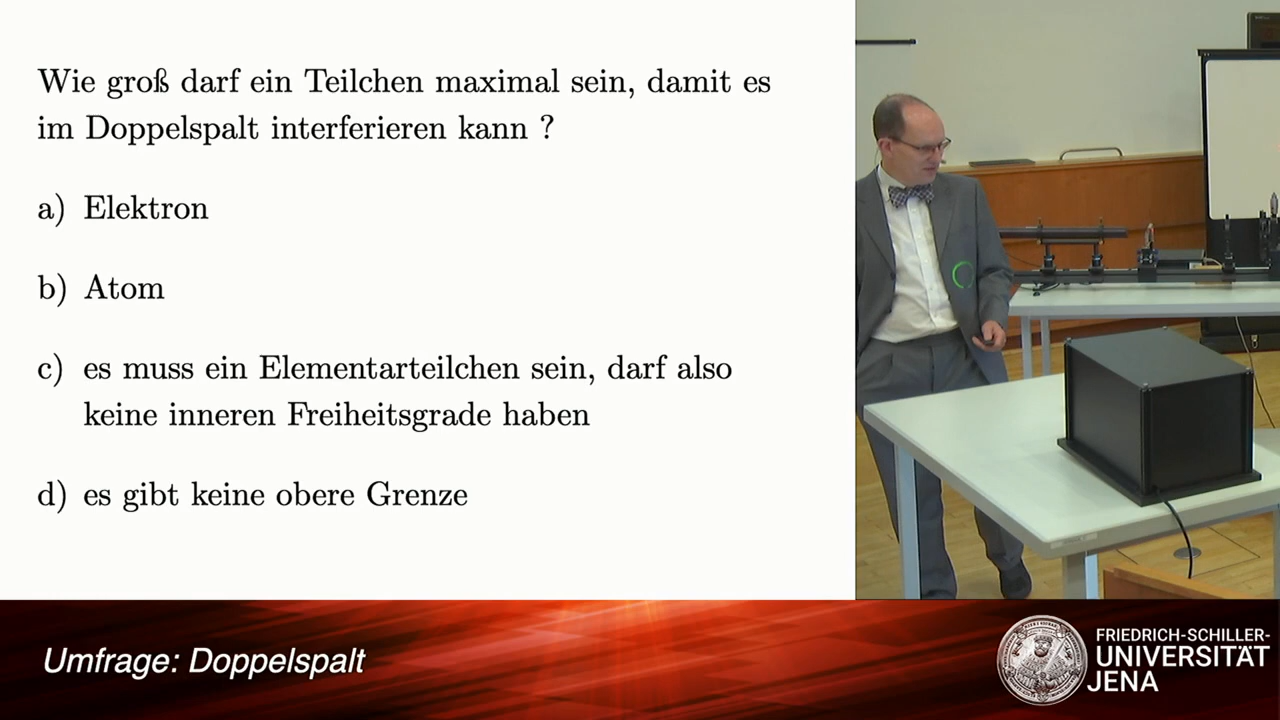 Wie groß darf ein Teilchen maximal sein, damit es
im Doppelspalt interferieren kann ?
a) Elektron
b) Atom
c) es muss ein Elementarteilchen sein, darf also
keine inneren Freiheitsgrade haben
d) es gibt keine obere Grenze
Umfrage: Doppelspalt
FRIEDRICH-SCHILLER-
UNIVERSITÄT
JENA